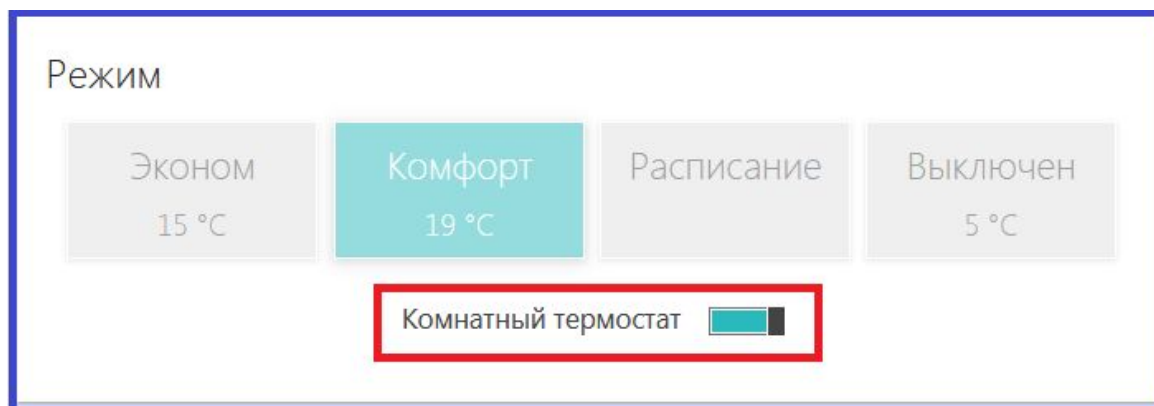 Режим
Эконом
15 °C
Комфорт
19 °C
Расписание
Выключен
5 °C
Комнатный термостат